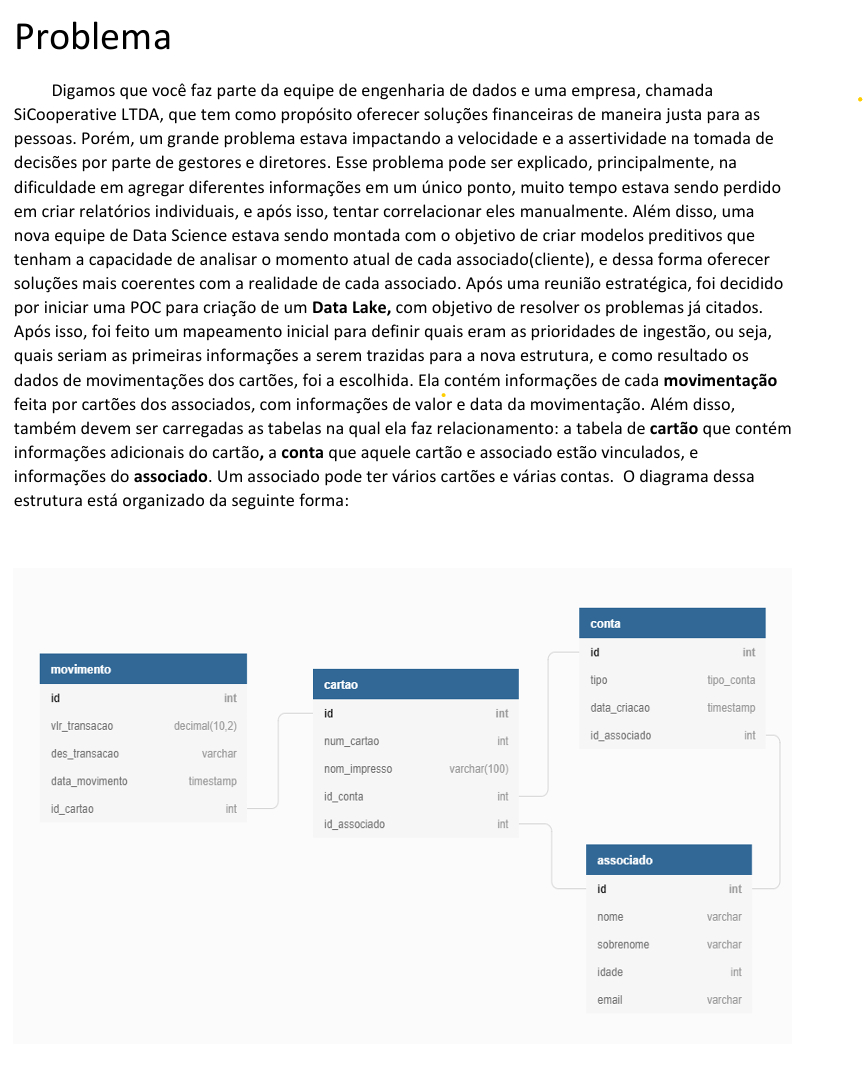 Problema
Digamos que você faz parte da equipe de engenharia de dados e uma empresa, chamada
SiCooperative LTDA, que tem como propósito oferecer soluções financeiras de maneira justa para as
pessoas. Porém, um grande problema estava impactando a velocidade e a assertividade na tomada de
decisões por parte de gestores e diretores. Esse problema pode ser explicado, principalmente, na
dificuldade em agregar diferentes informações em um único ponto, muito tempo estava sendo perdido
em criar relatórios individuais, e após isso, tentar correlacionar eles manualmente. Além disso, uma
nova equipe de Data Science estava sendo montada com o objetivo de criar modelos preditivos que
tenham a capacidade de analisar o momento atual de cada associado(cliente), e dessa forma oferecer
soluções mais coerentes com a realidade de cada associado. Após uma reunião estratégica, foi decidido
por iniciar uma POC para criação de um Data Lake, com objetivo de resolver os problemas já citados.
Após isso, foi feito um mapeamento inicial para definir quais eram as prioridades de ingestão, ou seja,
quais seriam as primeiras informações a serem trazidas para a nova estrutura, e como resultado os
dados de movimentações dos cartões, foi a escolhida. Ela contém informações de cada movimentação
feita por cartões dos associados, com informações de valor e data da movimentação. Além disso,
também devem ser carregadas as tabelas na qual ela faz relacionamento: a tabela de cartão que contém
informações adicionais do cartão, a conta que aquele cartão e associado estão vinculados, e
informações do associado. Um associado pode ter vários cartões e várias contas.  O diagrama dessa
estrutura está organizado da seguinte forma:
movimento
id int
vlr_transacao decimal(10,2)
des_transacao varchar
data_movimento timestamp
id_cartao int
cartao
id int
num_cartao int
nom_impresso varchar(100)
id_conta int
id_associado int
conta
id int
tipo tipo_conta
data_criacao timestamp
id_associado int
associado
id int
nome varchar
sobrenome varchar
idade int
email varchar